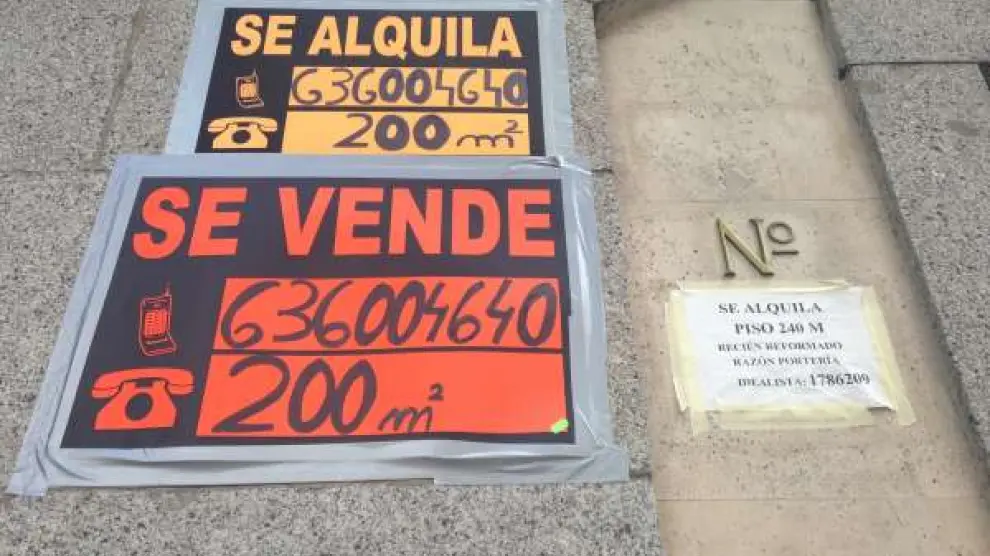 SE ALQUILA
636004640
200 m²
SE VENDE
636004640
200 m²
Nº
SE ALQUILA
PISO 240 M
RECIÉN REFORMADO
RAZÓN PORTERÍA
IDEALISTA: 1786209